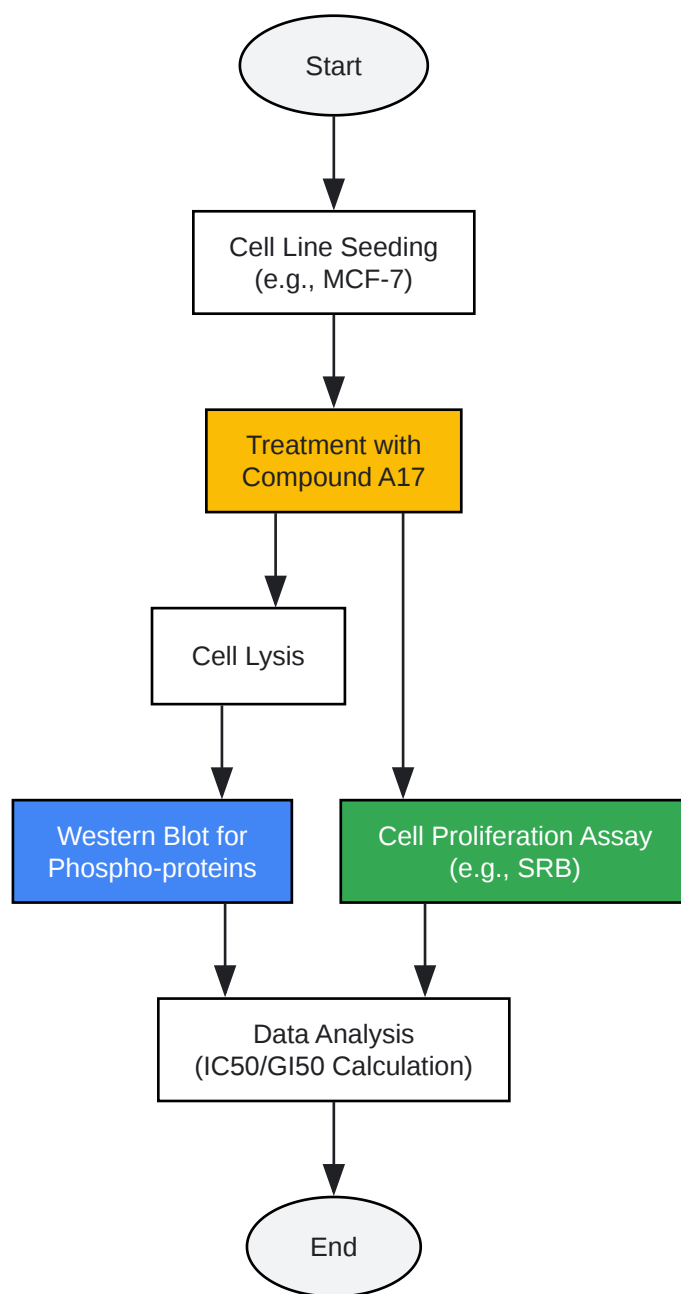 Start
Cell Line Seeding
(e.g., MCF-7)
Treatment with
Compound A17
Cell Lysis
Western Blot for
Phospho-proteins
Cell Proliferation Assay
(e.g., SRB)
Data Analysis
(IC50/GI50 Calculation)
End